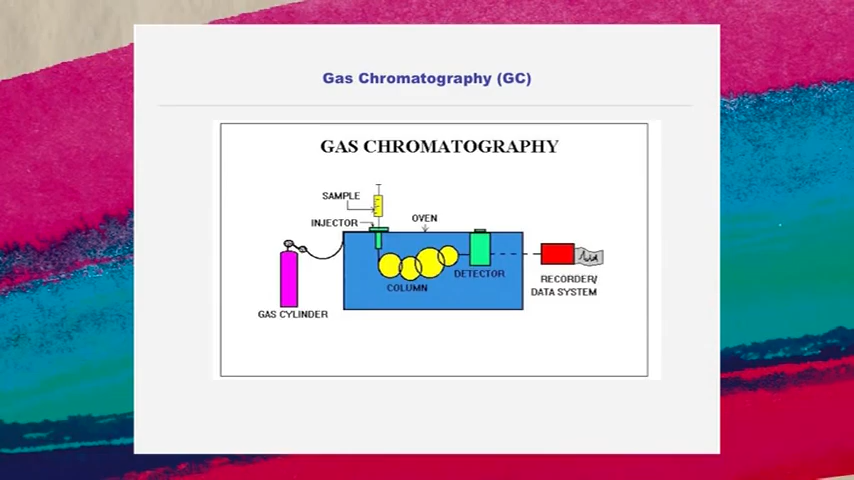 Gas Chromatography (GC)
GAS CHROMATOGRAPHY
SAMPLE
INJECTOR
OVEN
COLUMN
DETECTOR
GAS CYLINDER
RECORDER/
DATA SYSTEM